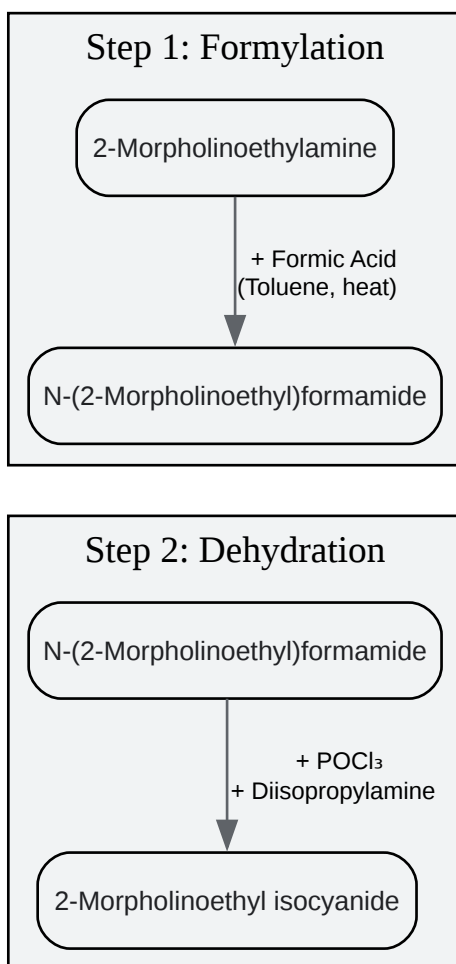 Step 1: Formylation
2-Morpholinoethylamine
+ Formic Acid
(Toluene, heat)
N-(2-Morpholinoethyl)formamide
Step 2: Dehydration
N-(2-Morpholinoethyl)formamide
+ POCl₃
+ Diisopropylamine
2-Morpholinoethyl isocyanide